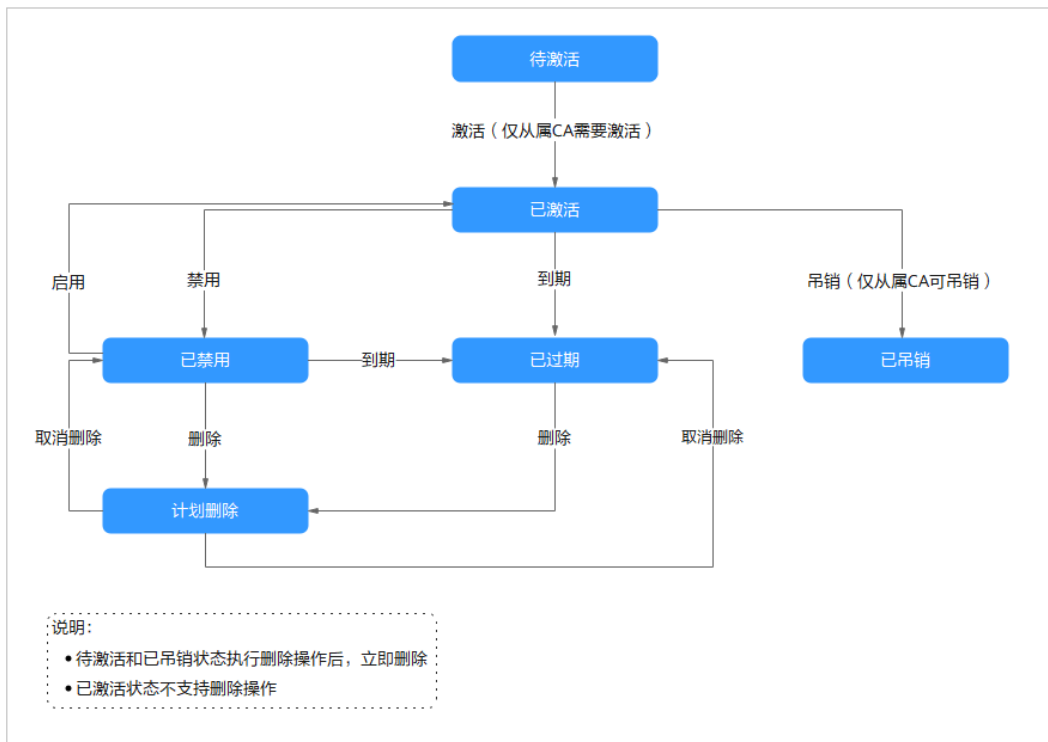 待激活
激活（仅从属CA需要激活）
已激活
启用
禁用
到期
吊销（仅从属CA可吊销）
已禁用
到期
已过期
已吊销
取消删除
删除
删除
取消删除
计划删除
说明：
•待激活和已吊销状态执行删除操作后，立即删除
•已激活状态不支持删除操作